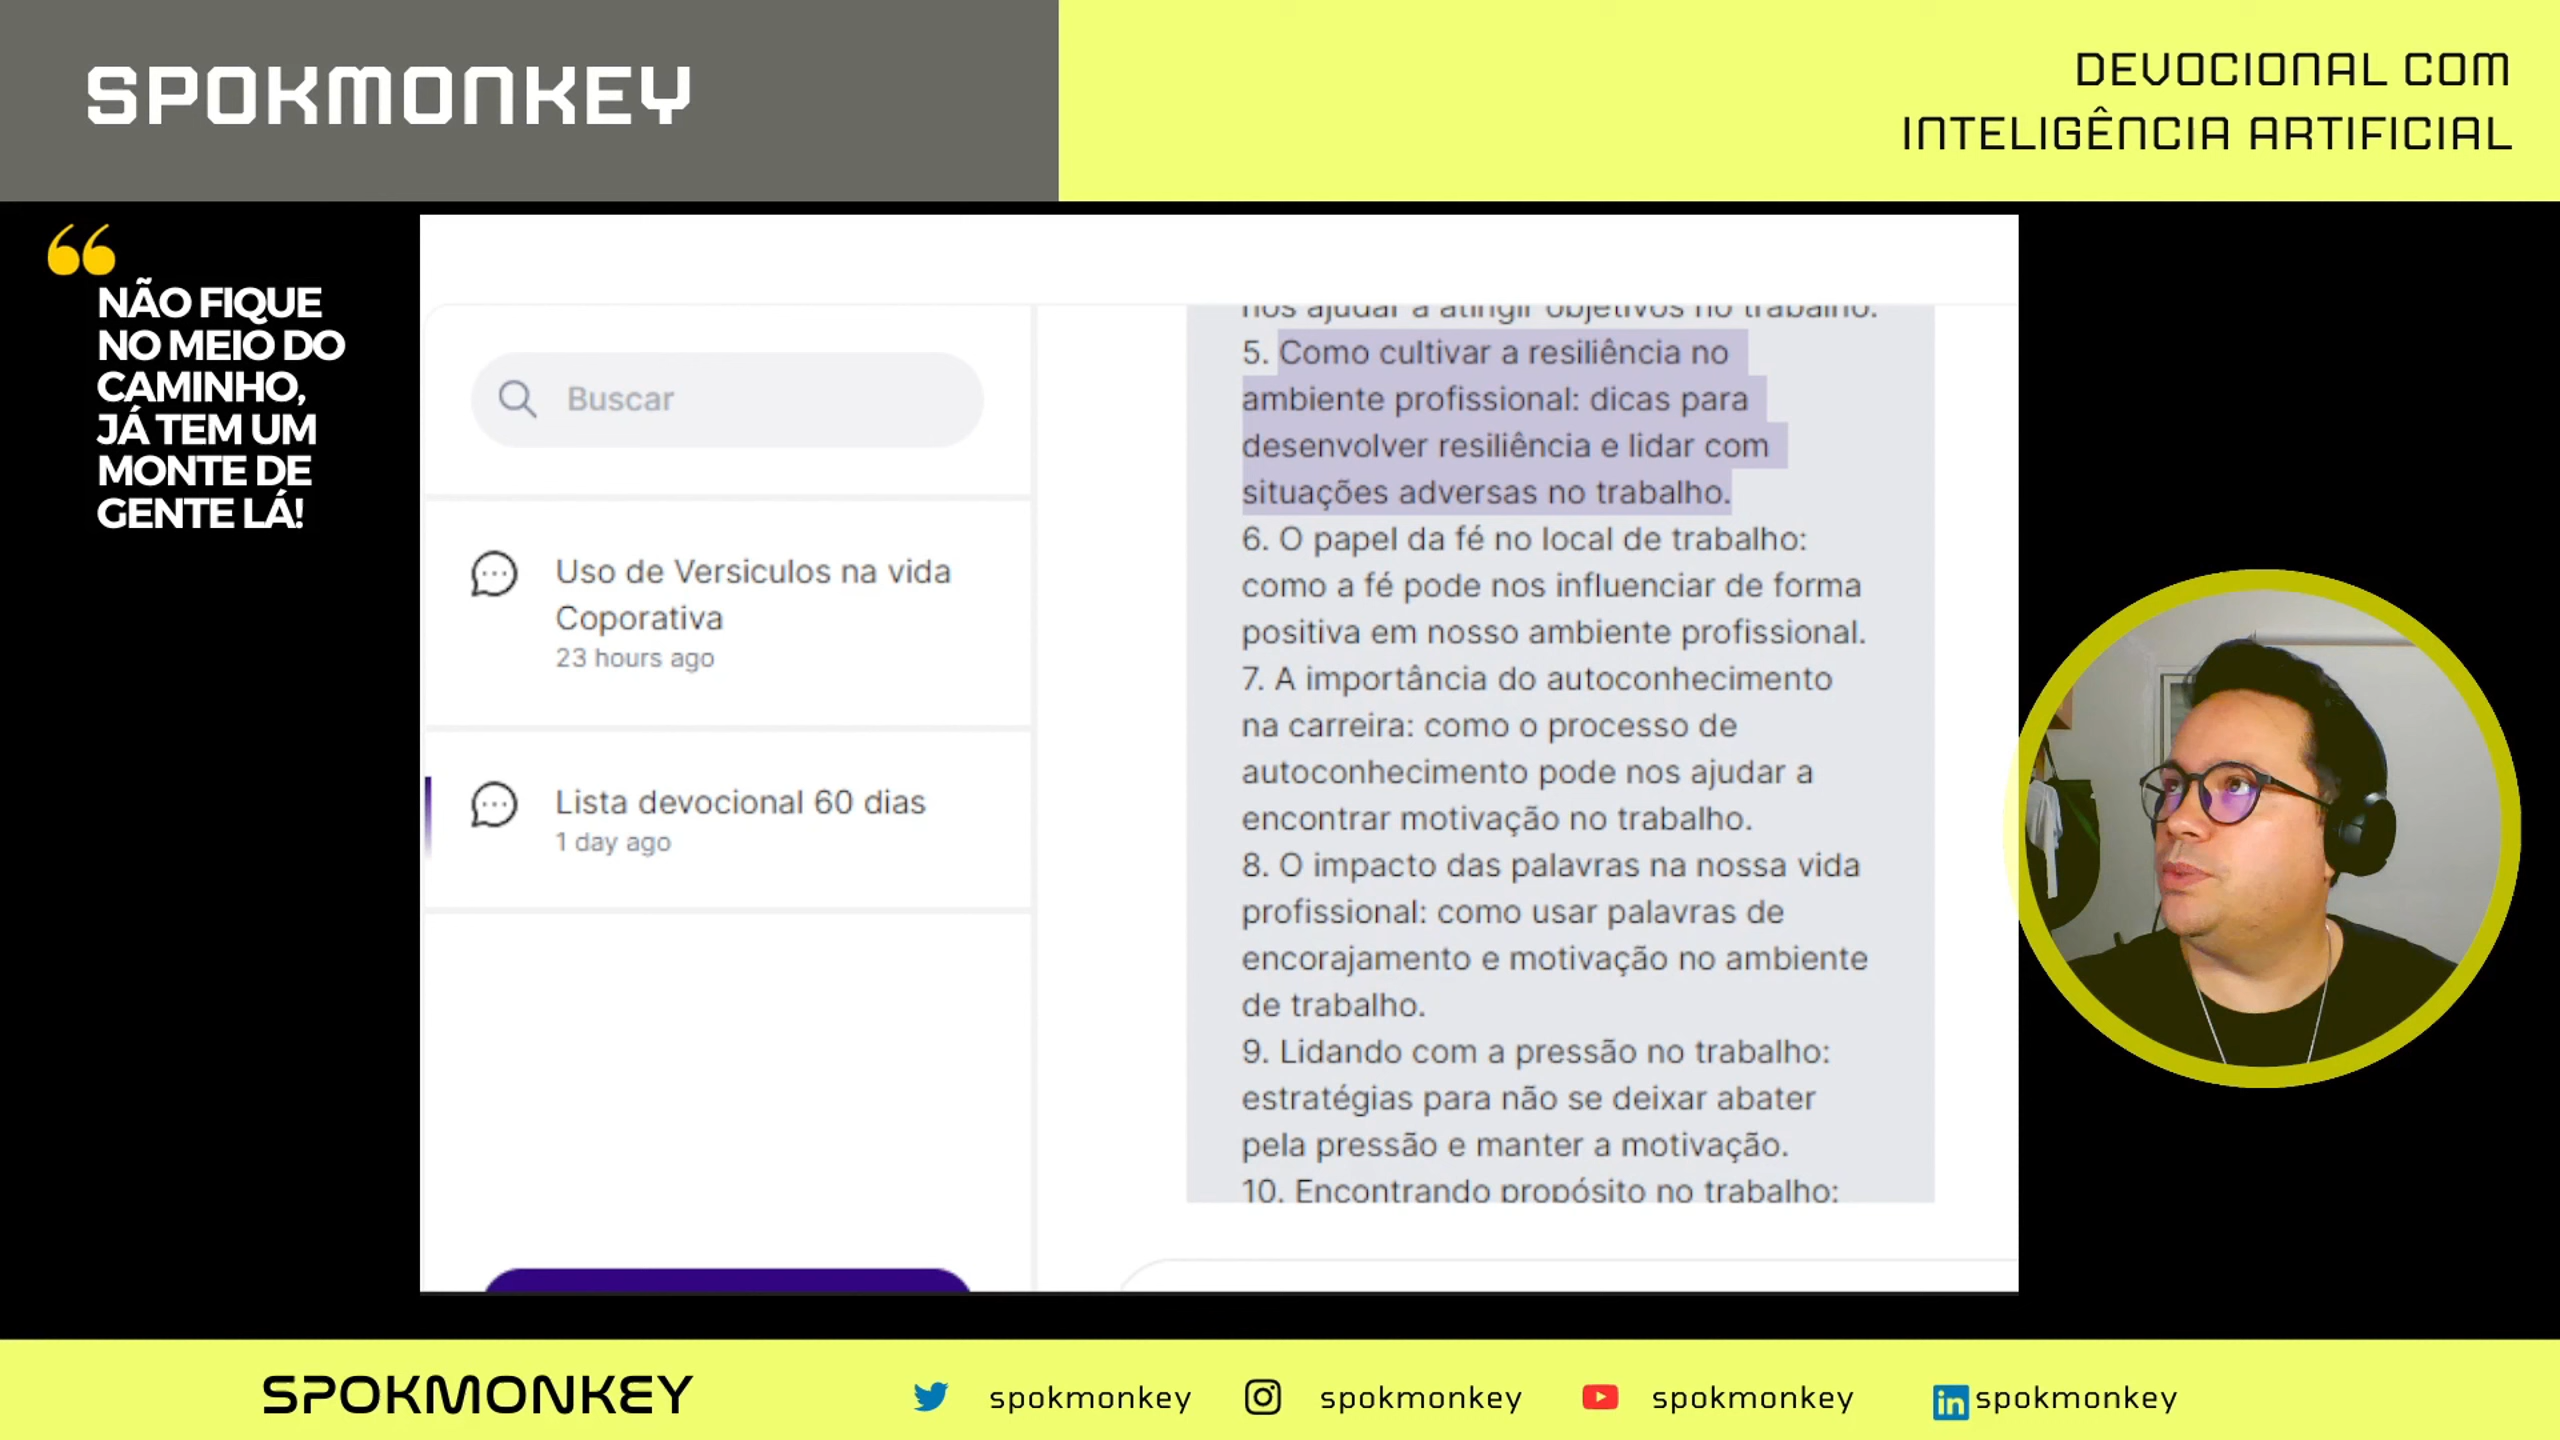 SPOKMONKEY
DEVOCIONAL COM
INTELIGÊNCIA ARTIFICIAL
NÃO FIQUE
NO MEIO DO
CAMINHO,
JÁ TEM UM
MONTE DE
GENTE LÁ!
Buscar
Uso de Versiculos na vida
Coporativa
23 hours ago
Lista devocional 60 dias
1 day ago
nos ajudar a atingir objetivos no trabalho.
5. Como cultivar a resiliência no
ambiente profissional: dicas para
desenvolver resiliência e lidar com
situações adversas no trabalho.
6. O papel da fé no local de trabalho:
como a fé pode nos influenciar de forma
positiva em nosso ambiente profissional.
7. A importância do autoconhecimento
na carreira: como o processo de
autoconhecimento pode nos ajudar a
encontrar motivação no trabalho.
8. O impacto das palavras na nossa vida
profissional: como usar palavras de
encorajamento e motivação no ambiente
de trabalho.
9. Lidando com a pressão no trabalho:
estratégias para não se deixar abater
pela pressão e manter a motivação.
10. Encontrando propósito no trabalho:
SPOKMONKEY
spokmonkey
spokmonkey
spokmonkey
in spokmonkey